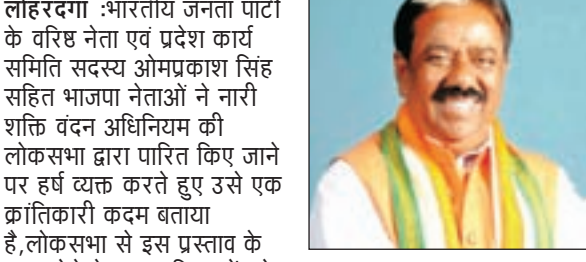 लोहरदगा :भारतीय जनता पार्टी
के वरिष्ठ नेता एवं प्रदेश कार्य
समिति सदस्य ओमप्रकाश सिंह
सहित भाजपा नेताओं ने नारी
शक्ति वंदन अधिनियम की
लोकसभा द्वारा पारित किए जाने
पर हर्ष व्यक्त करते हुए उसे एक
क्रांतिकारी कदम बताया
है,लोकसभा से इस प्रस्ताव के